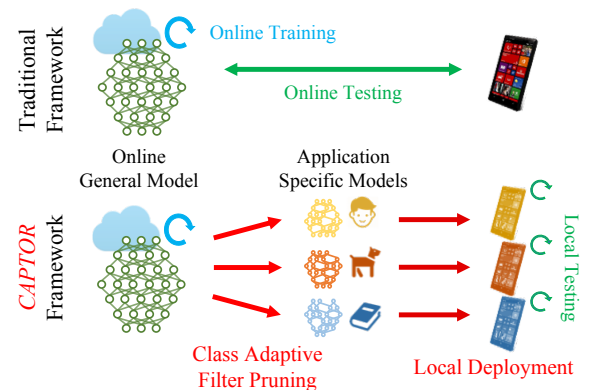 Traditional
Framework
Online Training
Online Testing
Online
General Model
Application
Specific Models
CAPTOR
Framework
Local Testing
Class Adaptive
Filter Pruning
Local Deployment